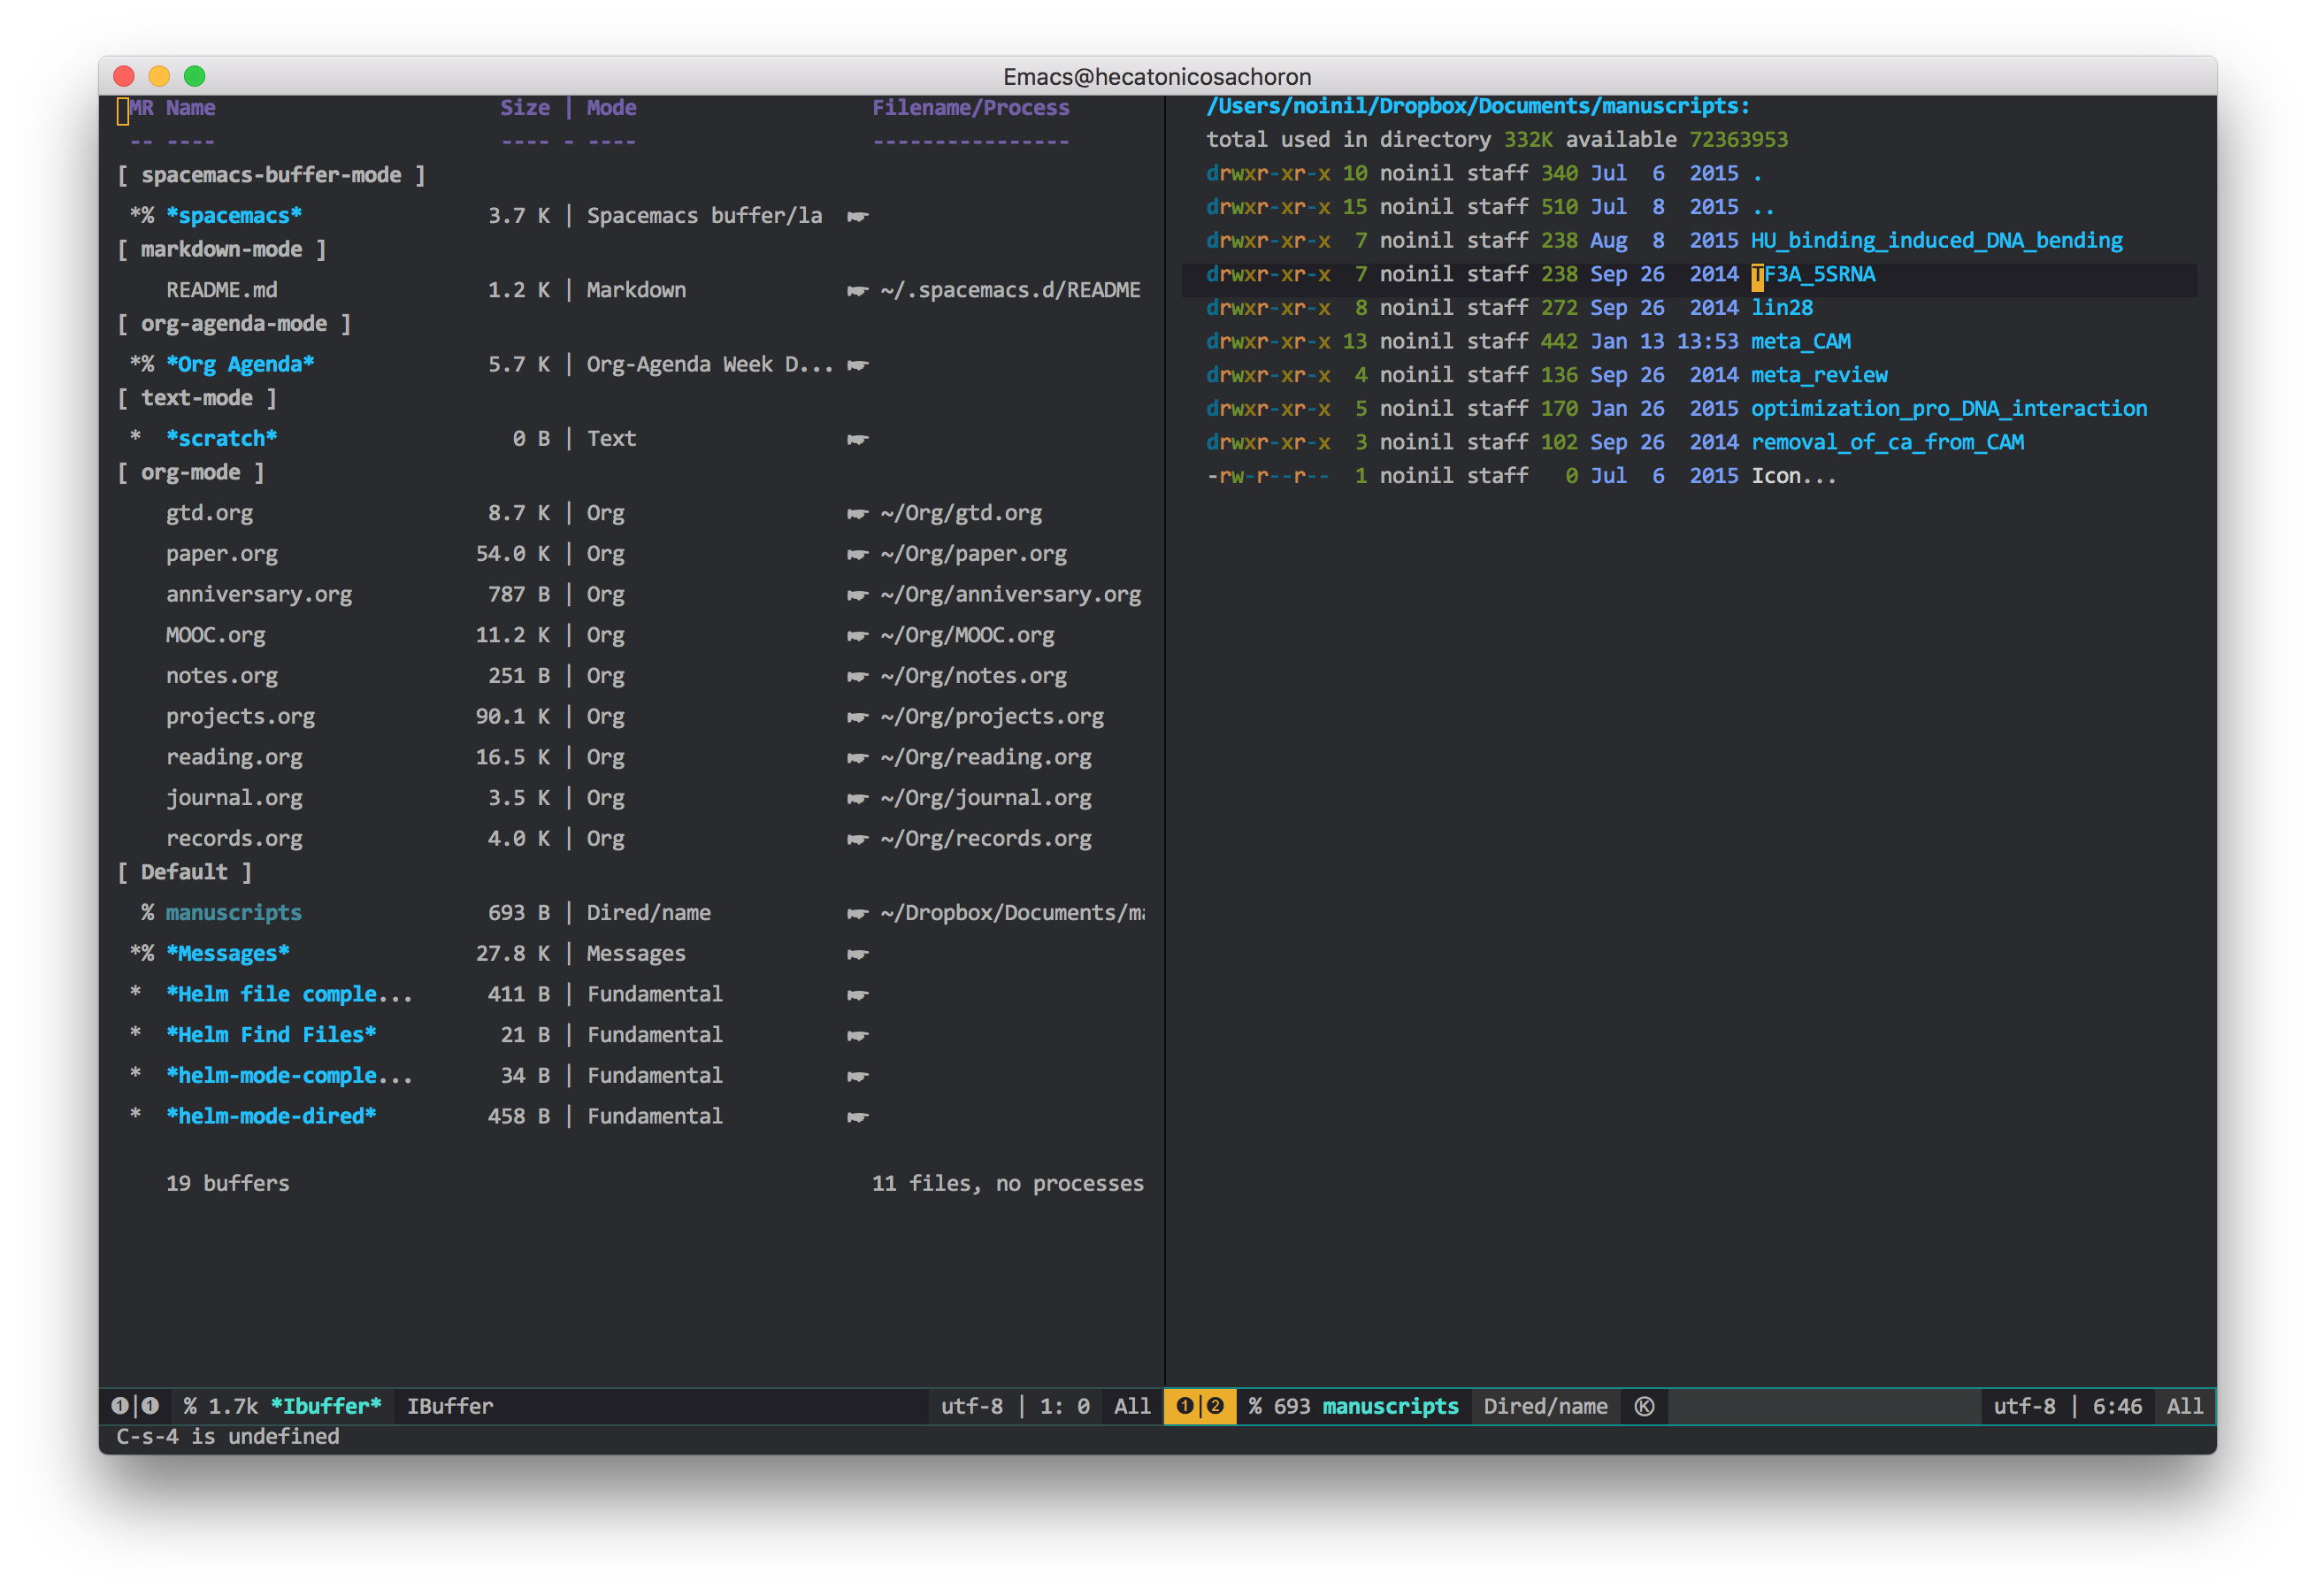 Emacs@hecatonicosachoron
MR Name Size | Mode Filename/Process
-- ---- ---- - ---- ----------------
[ spacemacs-buffer-mode ]
*% *spacemacs* 3.7 K | Spacemacs buffer/la ☛
[ markdown-mode ]
README.md 1.2 K | Markdown ☛ ~/.spacemacs.d/README
[ org-agenda-mode ]
*% *Org Agenda* 5.7 K | Org-Agenda Week D... ☛
[ text-mode ]
* *scratch* 0 B | Text ☛
[ org-mode ]
gtd.org 8.7 K | Org ☛ ~/Org/gtd.org
paper.org 54.0 K | Org ☛ ~/Org/paper.org
anniversary.org 787 B | Org ☛ ~/Org/anniversary.org
MOOC.org 11.2 K | Org ☛ ~/Org/MOOC.org
notes.org 251 B | Org ☛ ~/Org/notes.org
projects.org 90.1 K | Org ☛ ~/Org/projects.org
reading.org 16.5 K | Org ☛ ~/Org/reading.org
journal.org 3.5 K | Org ☛ ~/Org/journal.org
records.org 4.0 K | Org ☛ ~/Org/records.org
[ Default ]
% manuscripts 693 B | Dired/name ☛ ~/Dropbox/Documents/ma
*% *Messages* 27.8 K | Messages ☛
* *Helm file comple... 411 B | Fundamental ☛
* *Helm Find Files* 21 B | Fundamental ☛
* *helm-mode-comple... 34 B | Fundamental ☛
* *helm-mode-dired* 458 B | Fundamental ☛
19 buffers 11 files, no processes
/Users/noinil/Dropbox/Documents/manuscripts:
total used in directory 332K available 72363953
drwxr-xr-x 10 noinil staff 340 Jul 6 2015 .
drwxr-xr-x 15 noinil staff 510 Jul 8 2015 ..
drwxr-xr-x 7 noinil staff 238 Aug 8 2015 HU_binding_induced_DNA_bending
drwxr-xr-x 7 noinil staff 238 Sep 26 2014 TF3A_5SRNA
drwxr-xr-x 8 noinil staff 272 Sep 26 2014 lin28
drwxr-xr-x 13 noinil staff 442 Jan 13 13:53 meta_CAM
drwxr-xr-x 4 noinil staff 136 Sep 26 2014 meta_review
drwxr-xr-x 5 noinil staff 170 Jan 26 2015 optimization_pro_DNA_interaction
drwxr-xr-x 3 noinil staff 102 Sep 26 2014 removal_of_ca_from_CAM
-rw-r--r-- 1 noinil staff 0 Jul 6 2015 Icon...
❶|❶ % 1.7k *Ibuffer* IBuffer utf-8 | 1: 0 All
❶|❷ % 693 manuscripts Dired/name Ⓚ utf-8 | 6:46 All
C-s-4 is undefined